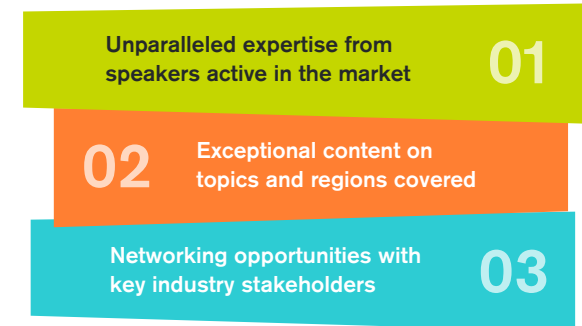 Unparalleled expertise from
speakers active in the market
01
02
Exceptional content on
topics and regions covered
Networking opportunities with
key industry stakeholders
03